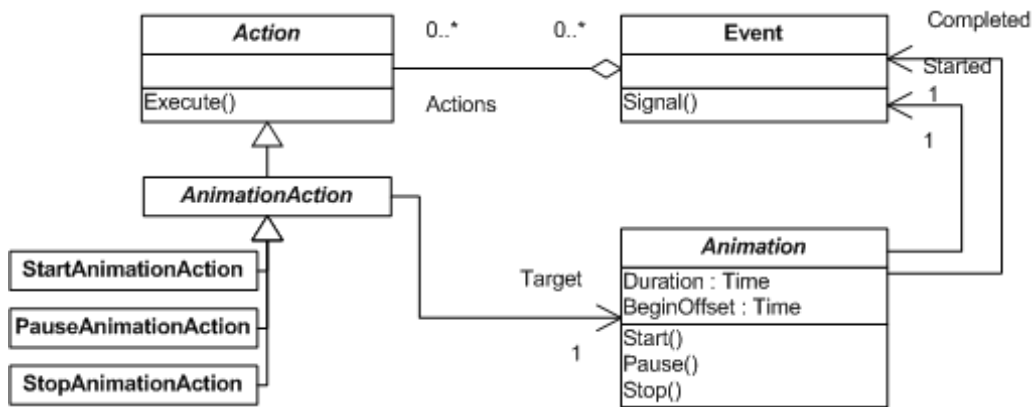 Action
Execute()
0..*
0..*
Actions
Event
Signal()
Completed
Started
1
1
AnimationAction
StartAnimationAction
PauseAnimationAction
StopAnimationAction
Target
1
Animation
Duration : Time
BeginOffset : Time
Start()
Pause()
Stop()